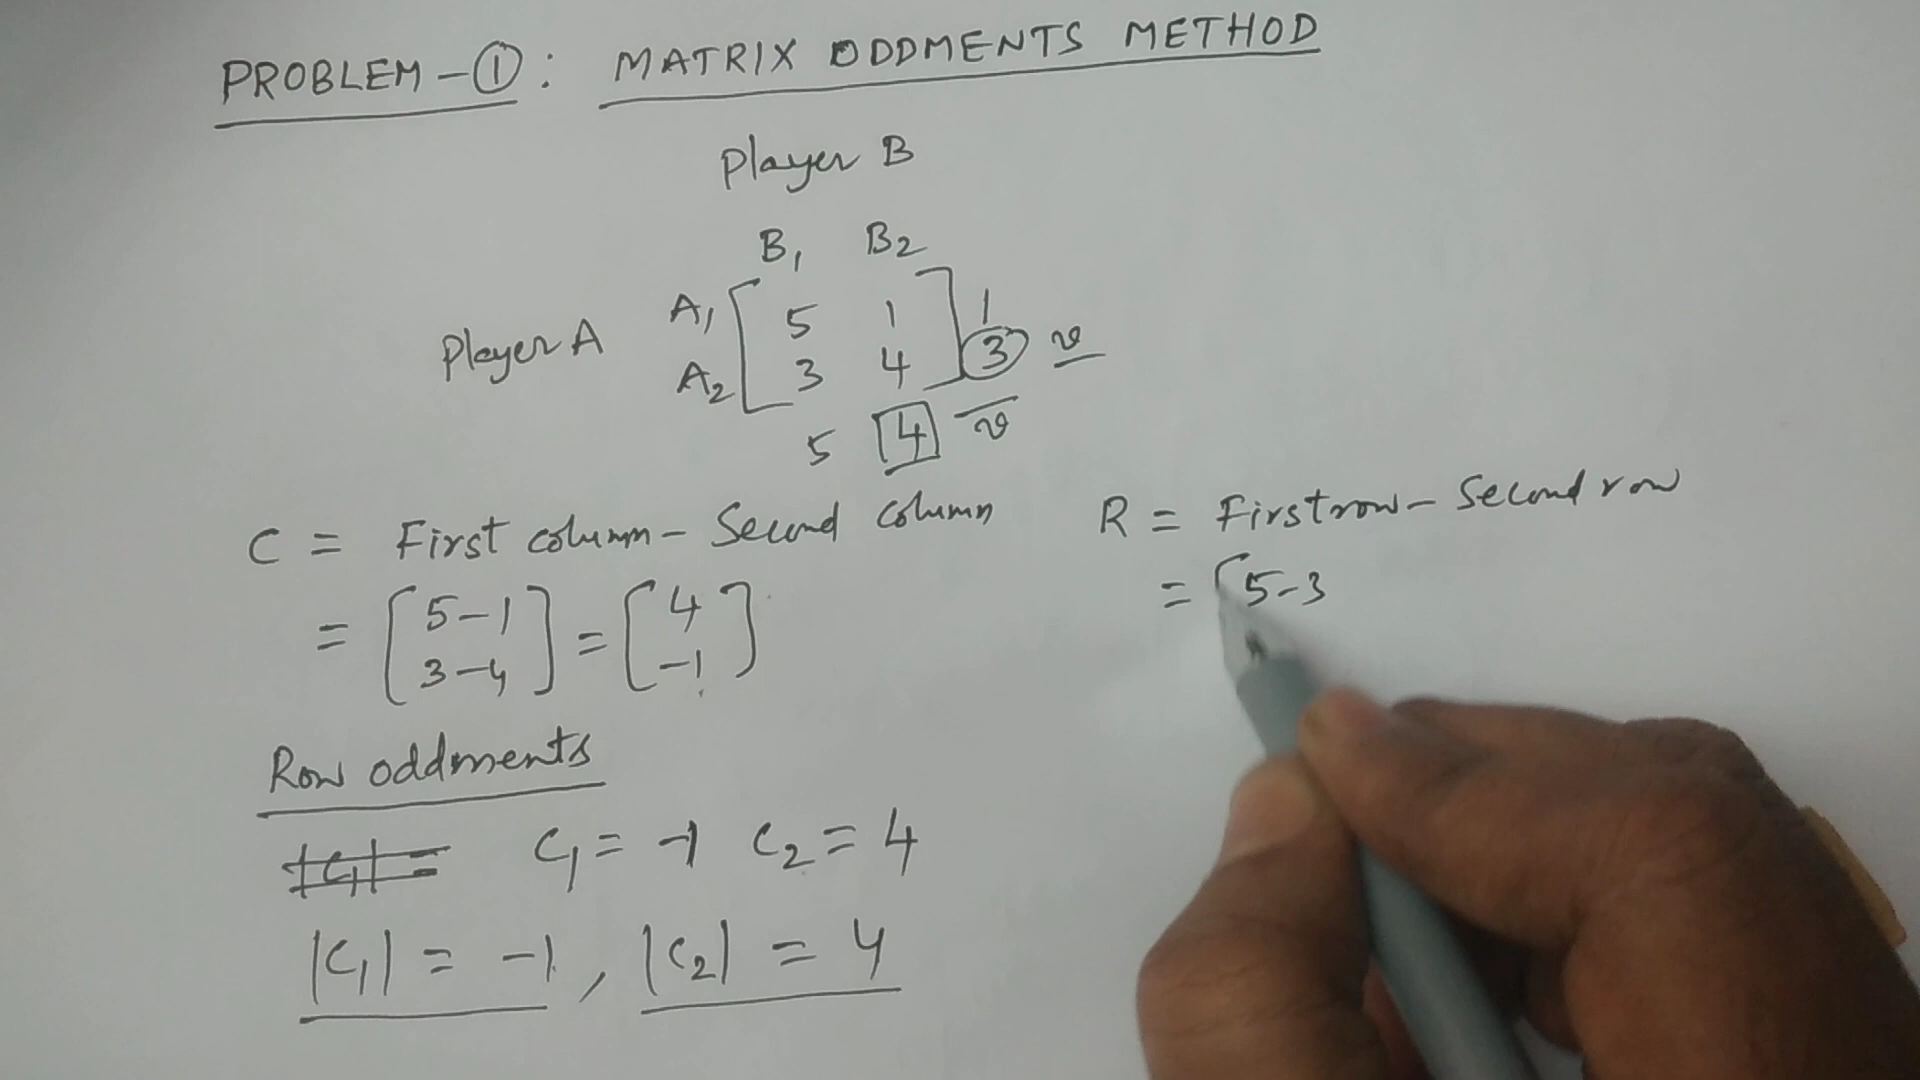 PROBLEM - ① : MATRIX ODDMENTS METHOD
Player B
B1 B2
A1 5 1 1
Player A
A2 3 4 3 v
5 4 v
C = First column - Second column
= [5-1 3-4] = [4 -1]
Row oddments
|C1| = C1 = -1 C2 = 4
|C1| = -1 , |C2| = 4
R = First row - Second row
= [5-3